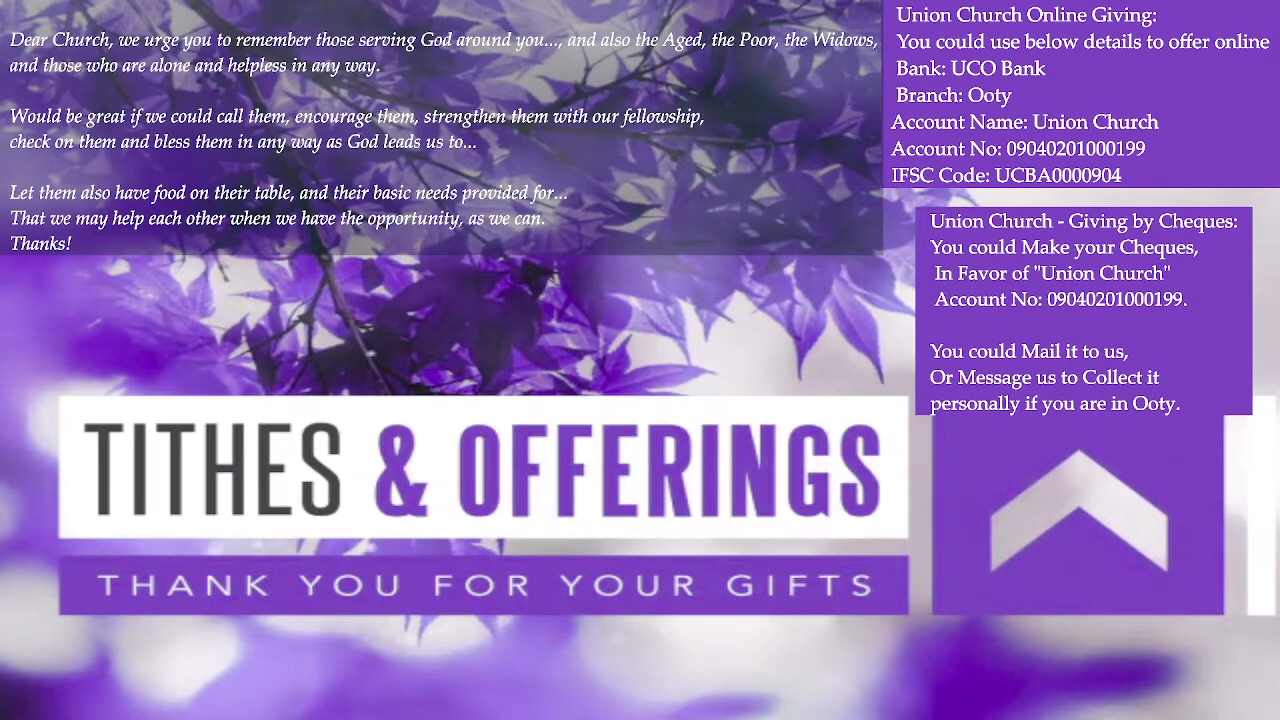 Dear Church, we urge you to remember those serving God around you..., and also the Aged, the Poor, the Widows,
and those who are alone and helpless in any way.
Would be great if we could call them, encourage them, strengthen them with our fellowship,
check on them and bless them in any way as God leads us to...
Let them also have food on their table, and their basic needs provided for...
That we may help each other when we have the opportunity, as we can.
Thanks!
Union Church Online Giving:
You could use below details to offer online
Bank: UCO Bank
Branch: Ooty
Account Name: Union Church
Account No: 09040201000199
IFSC Code: UCBA0000904
Union Church - Giving by Cheques:
You could Make your Cheques,
In Favor of "Union Church"
Account No: 09040201000199.
You could Mail it to us,
Or Message us to Collect it
personally if you are in Ooty.
TITHES & OFFERINGS
THANK YOU FOR YOUR GIFTS